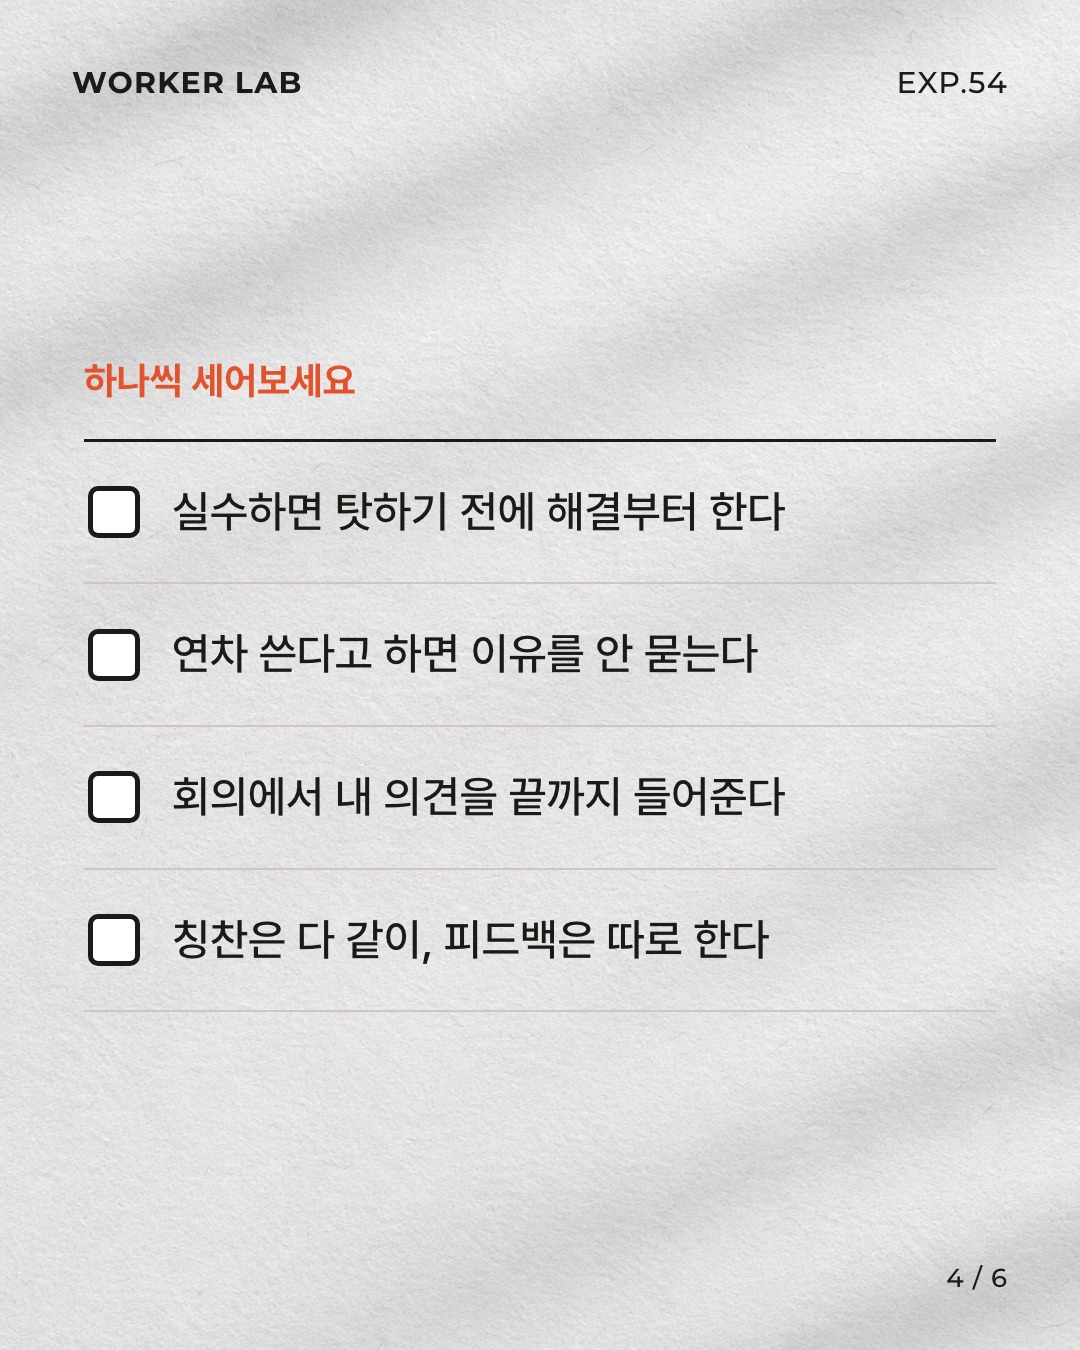 WORKER LAB
EXP.54
하나씩 세어보세요
실수하면 탓하기 전에 해결부터 한다
연차 쓴다고 하면 이유를 안 묻는다
회의에서 내 의견을 끝까지 들어준다
칭찬은 다 같이, 피드백은 따로 한다
4 / 6